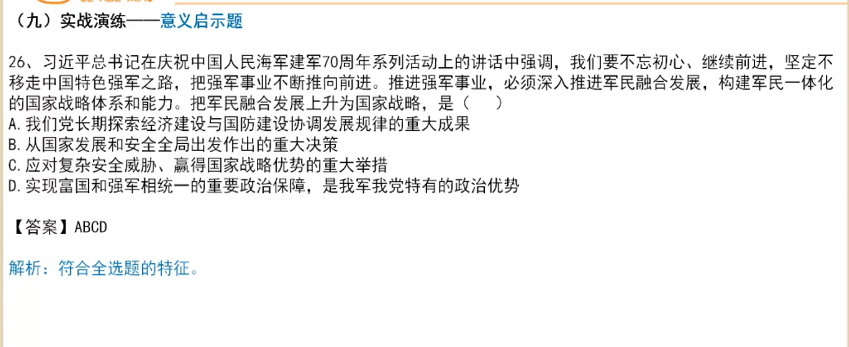 （九）实战演练——意义启示题
26、习近平总书记在庆祝中国人民海军建军70周年系列活动上的讲话中强调，我们要不忘初心、继续前进，坚定不
移走中国特色强军之路，把强军事业不断推向前进。推进强军事业，必须深入推进军民融合发展，构建军民一体化
的国家战略体系和能力。把军民融合发展上升为国家战略，是（　　）
A.我们党长期探索经济建设与国防建设协调发展规律的重大成果
B.从国家发展和安全全局出发作出的重大决策
C.应对复杂安全威胁、赢得国家战略优势的重大举措
D.实现富国和强军相统一的重要政治保障，是我军我党特有的政治优势
【答案】ABCD
解析：符合全选题的特征。